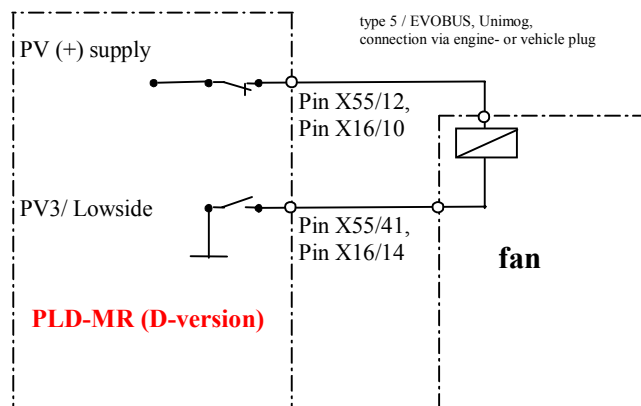 type 5 / EVOBUS, Unimog,
connection via engine- or vehicle plug
PV (+) supply
Pin X55/12,
Pin X16/10
PV3/ Lowside
Pin X55/41,
Pin X16/14
fan
PLD-MR (D-version)